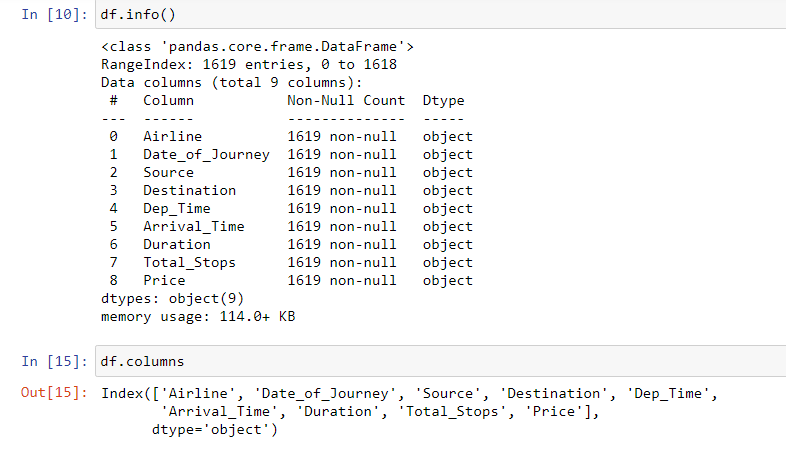 In [10]: df.info()
<class 'pandas.core.frame.DataFrame'>
RangeIndex: 1619 entries, 0 to 1618
Data columns (total 9 columns):
 #   Column           Non-Null Count  Dtype
---  ------           --------------  -----
 0   Airline          1619 non-null   object
 1   Date_of_Journey  1619 non-null   object
 2   Source           1619 non-null   object
 3   Destination      1619 non-null   object
 4   Dep_Time         1619 non-null   object
 5   Arrival_Time     1619 non-null   object
 6   Duration         1619 non-null   object
 7   Total_Stops      1619 non-null   object
 8   Price            1619 non-null   object
dtypes: object(9)
memory usage: 114.0+ KB
In [15]: df.columns
Out[15]: Index(['Airline', 'Date_of_Journey', 'Source', 'Destination', 'Dep_Time',
       'Arrival_Time', 'Duration', 'Total_Stops', 'Price'],
      dtype='object')